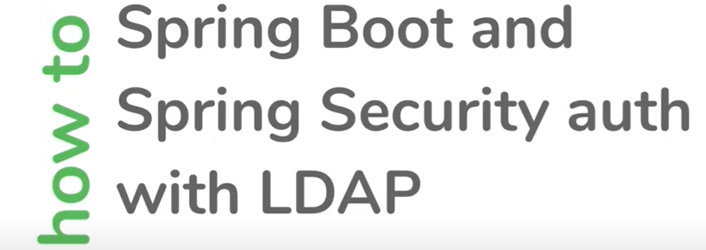 how to
Spring Boot and
Spring Security auth
with LDAP